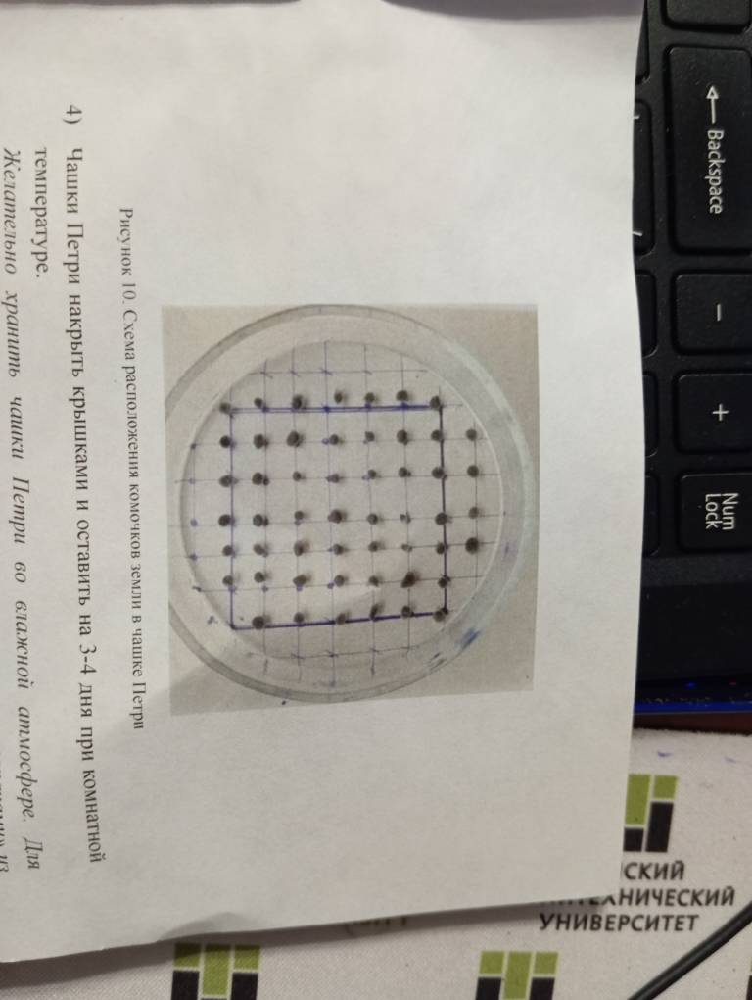 Рисунок 10. Схема расположения комочков земли в чашке Петри
4) Чашки Петри накрыть крышками и оставить на 3-4 дня при комнатной
температуре.
Желательно хранить чашки Петри во влажной атмосфере. Для
Backspace
−
+
Num
Lock
СКИЙ
ХНИЧЕСКИЙ
УНИВЕРСИТЕТ